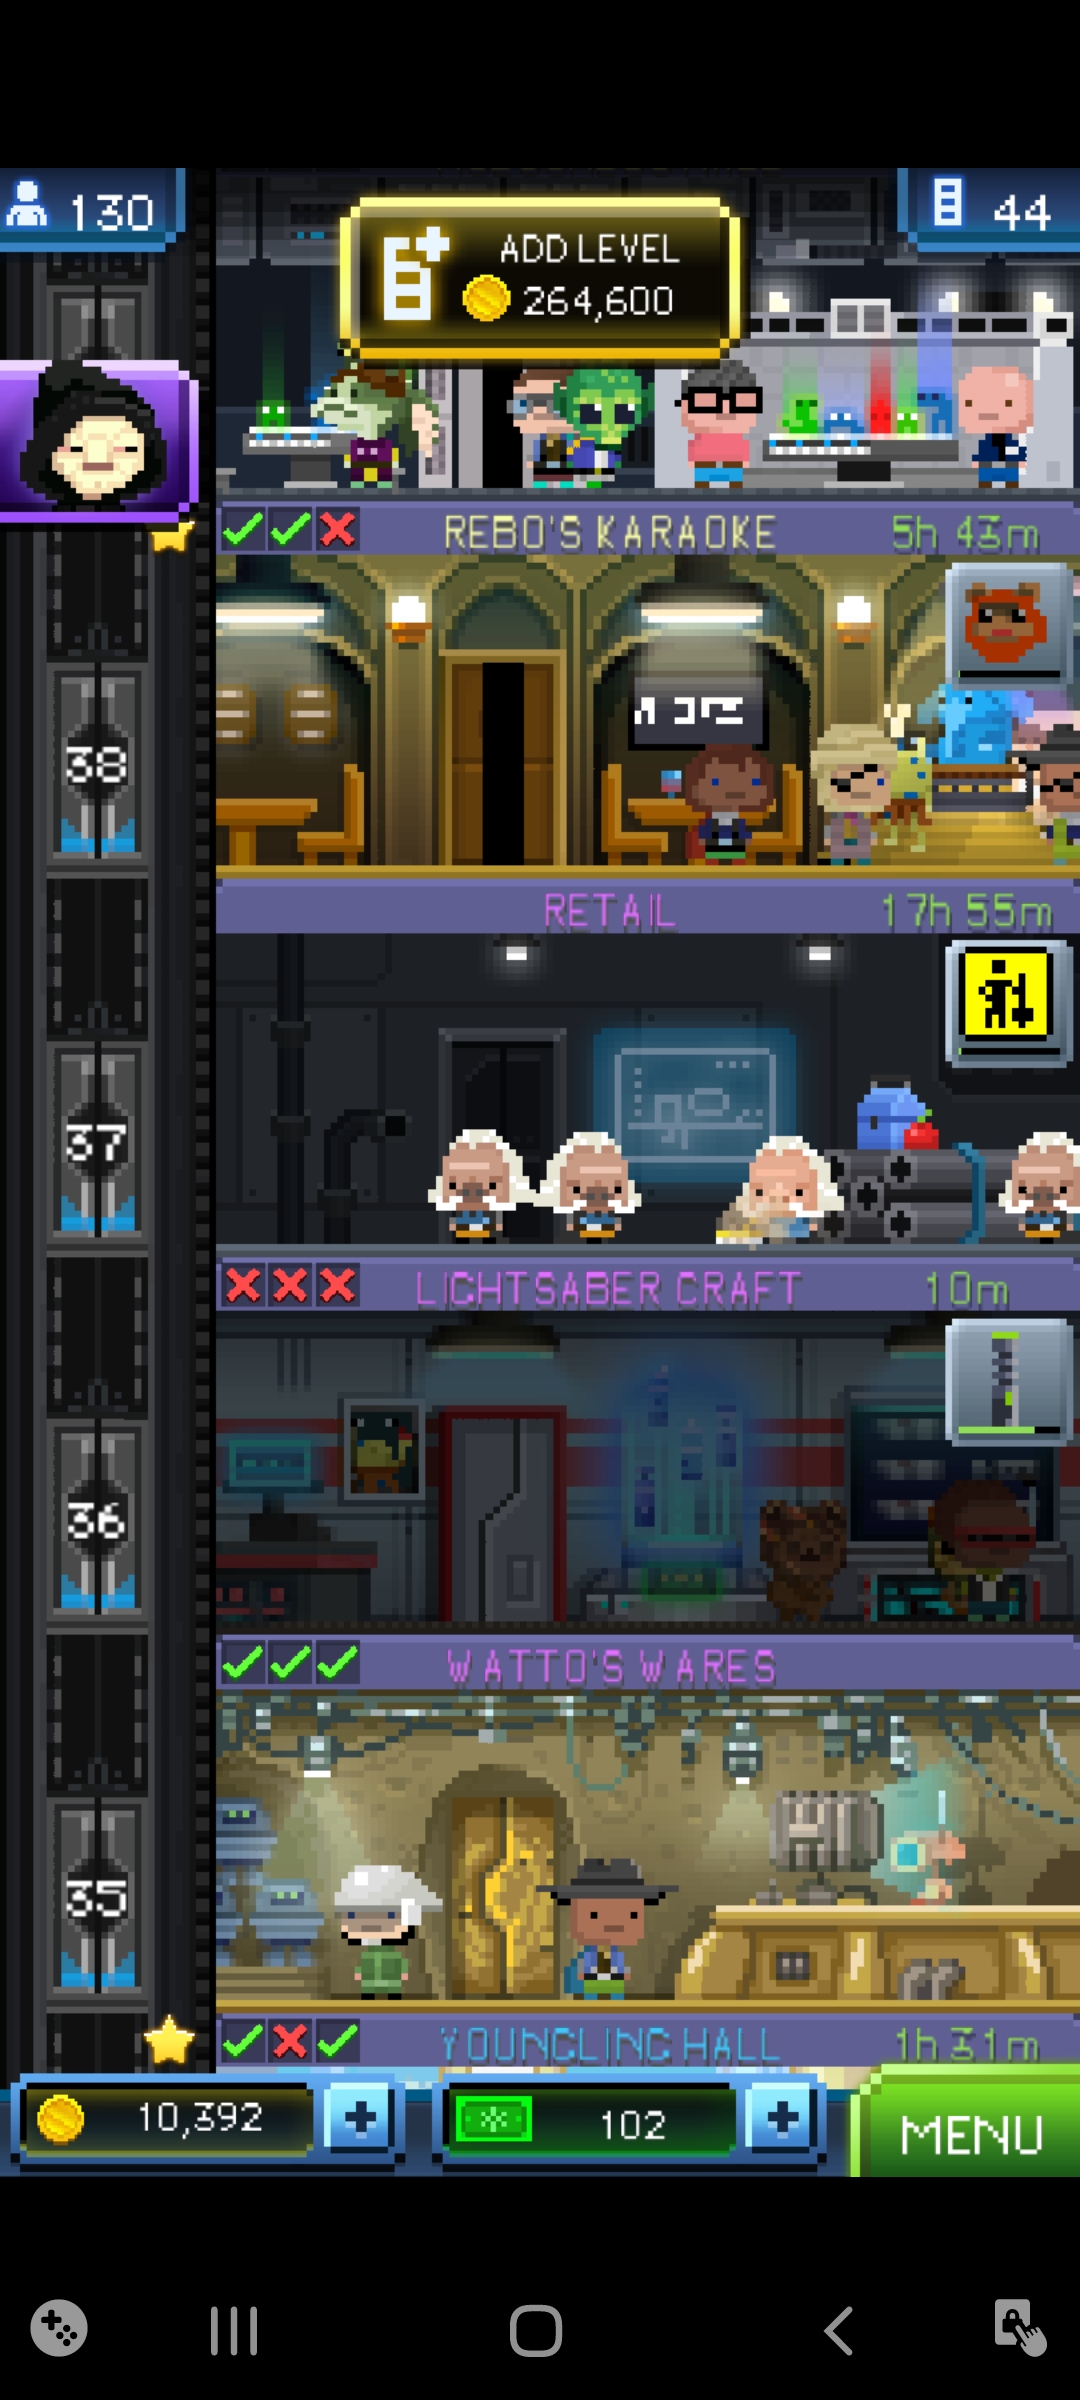 130
44
ADD LEVEL
264,600
REBO'S KARAOKE 5h 43m
38
RETAIL 17h 55m
37
LIGHTSABER CRAFT 10m
36
WATTO'S WARES
35
YOUNGLING HALL 1h 31m
10,392
102
MENU